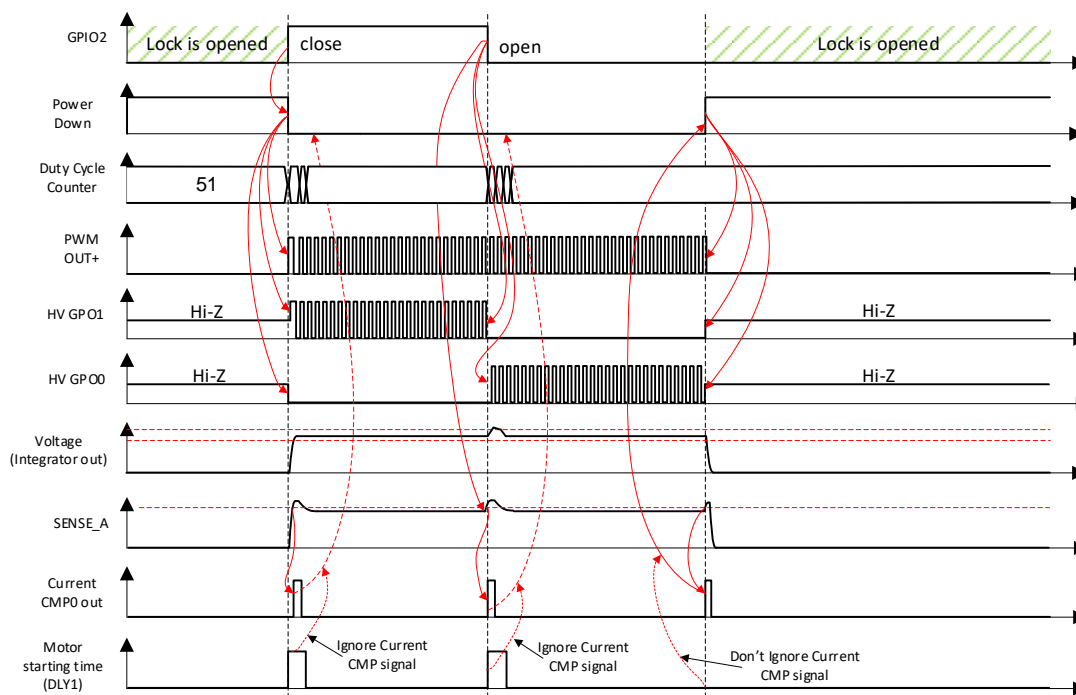 GPIO2
Lock is opened
close
open
Lock is opened
Power
Down
Duty Cycle
Counter
51
PWM
OUT+
HV GPO1
Hi-Z
Hi-Z
HV GPO0
Hi-Z
Hi-Z
Voltage
(Integrator out)
SENSE_A
Current
CMP0 out
Motor
starting time
(DLY1)
Ignore Current
CMP signal
Ignore Current
CMP signal
Don't Ignore Current
CMP signal